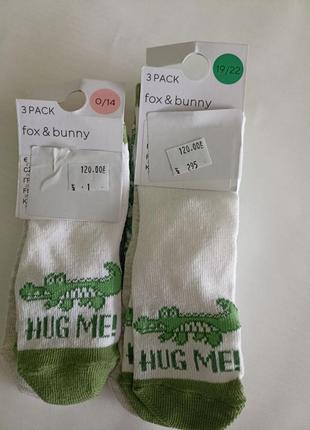 3 PACK
0/14
fox & bunny
120.00E
§ 1
HUG ME!
19/22
3 PACK
fox & bunny
120.00E
§ 295
HUG ME!